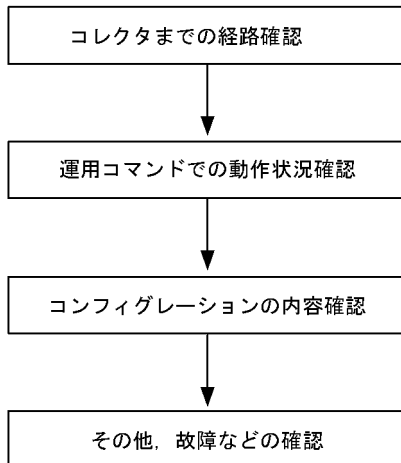 コレクタまでの経路確認
運用コマンドでの動作状況確認
コンフィグレーションの内容確認
その他，故障などの確認